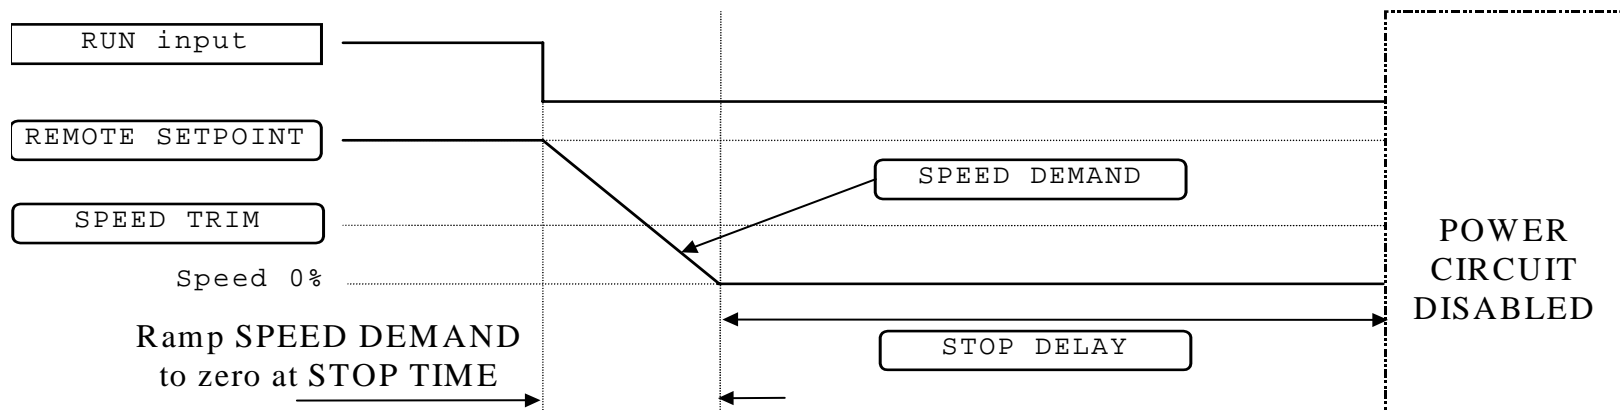 RUN input
REMOTE SETPOINT
SPEED DEMAND
SPEED TRIM
Speed 0%
POWER
CIRCUIT
DISABLED
Ramp SPEED DEMAND
to zero at STOP TIME
STOP DELAY